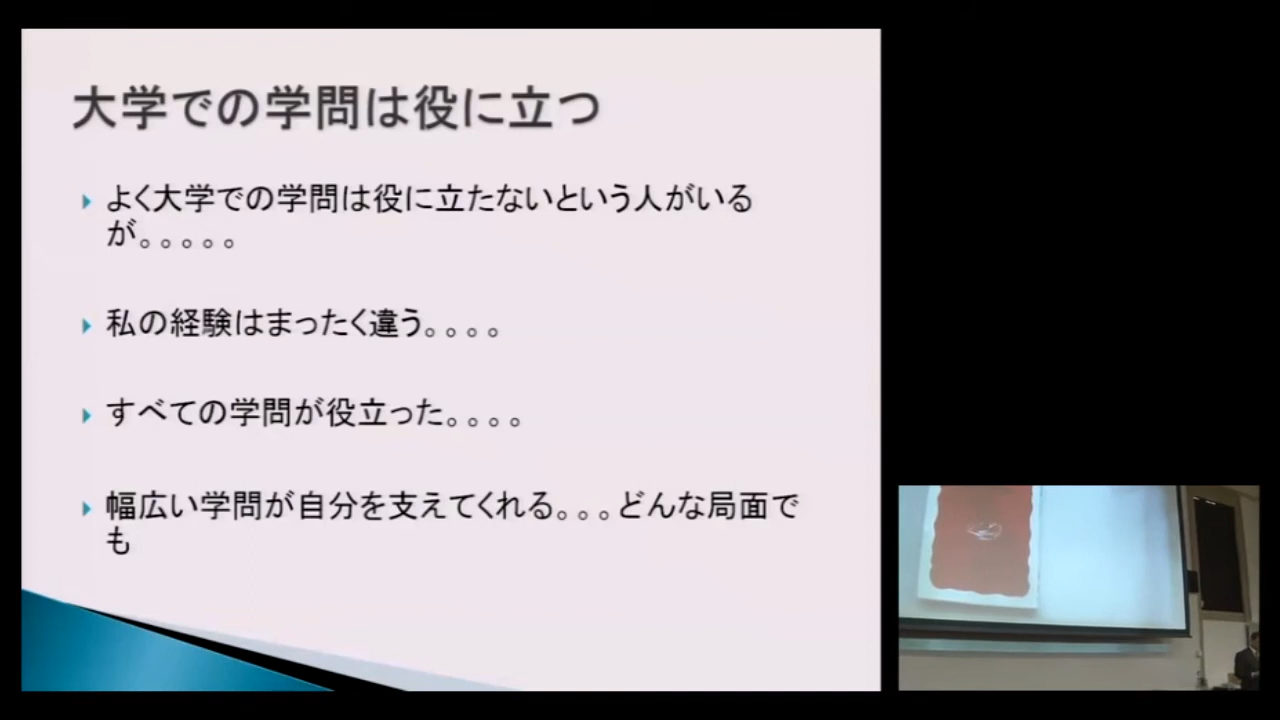 大学での学問は役に立つ
よく大学での学問は役に立たないという人がいる
が。。。。。
私の経験はまったく違う。。。。
すべての学問が役立った。。。。
幅広い学問が自分を支えてくれる。。。どんな局面で
も